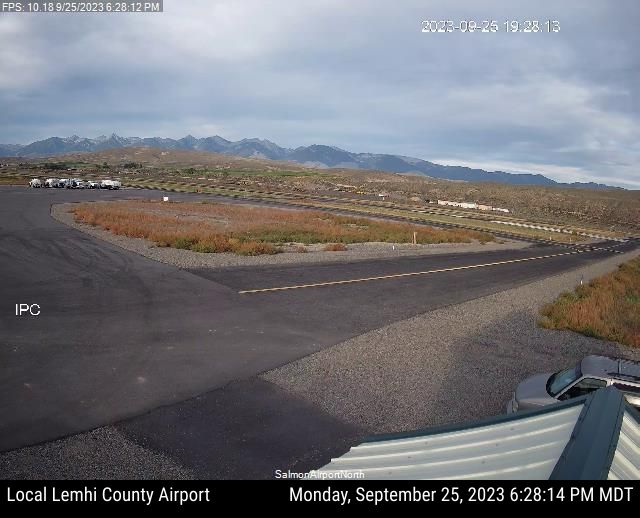 FPS: 10.18 9/25/2023 6:28:12 PM
2023-09-25 19:28:13
IPC
SalmonAirportNorth
Local Lemhi County Airport Monday, September 25, 2023 6:28:14 PM MDT